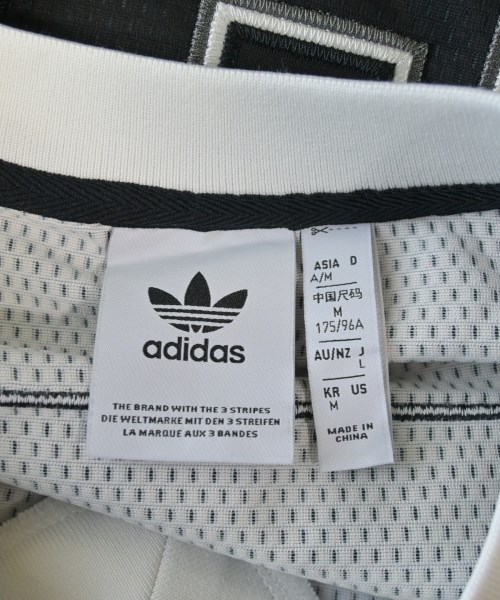 adidas
THE BRAND WITH THE 3 STRIPES
DIE WELTMARKE MIT DEN 3 STREIFEN
LA MARQUE AUX 3 BANDES
ASIA D
A/M
中国尺码
M
175/96A
AU/NZ J
L
KR US
M
MADE IN
CHINA